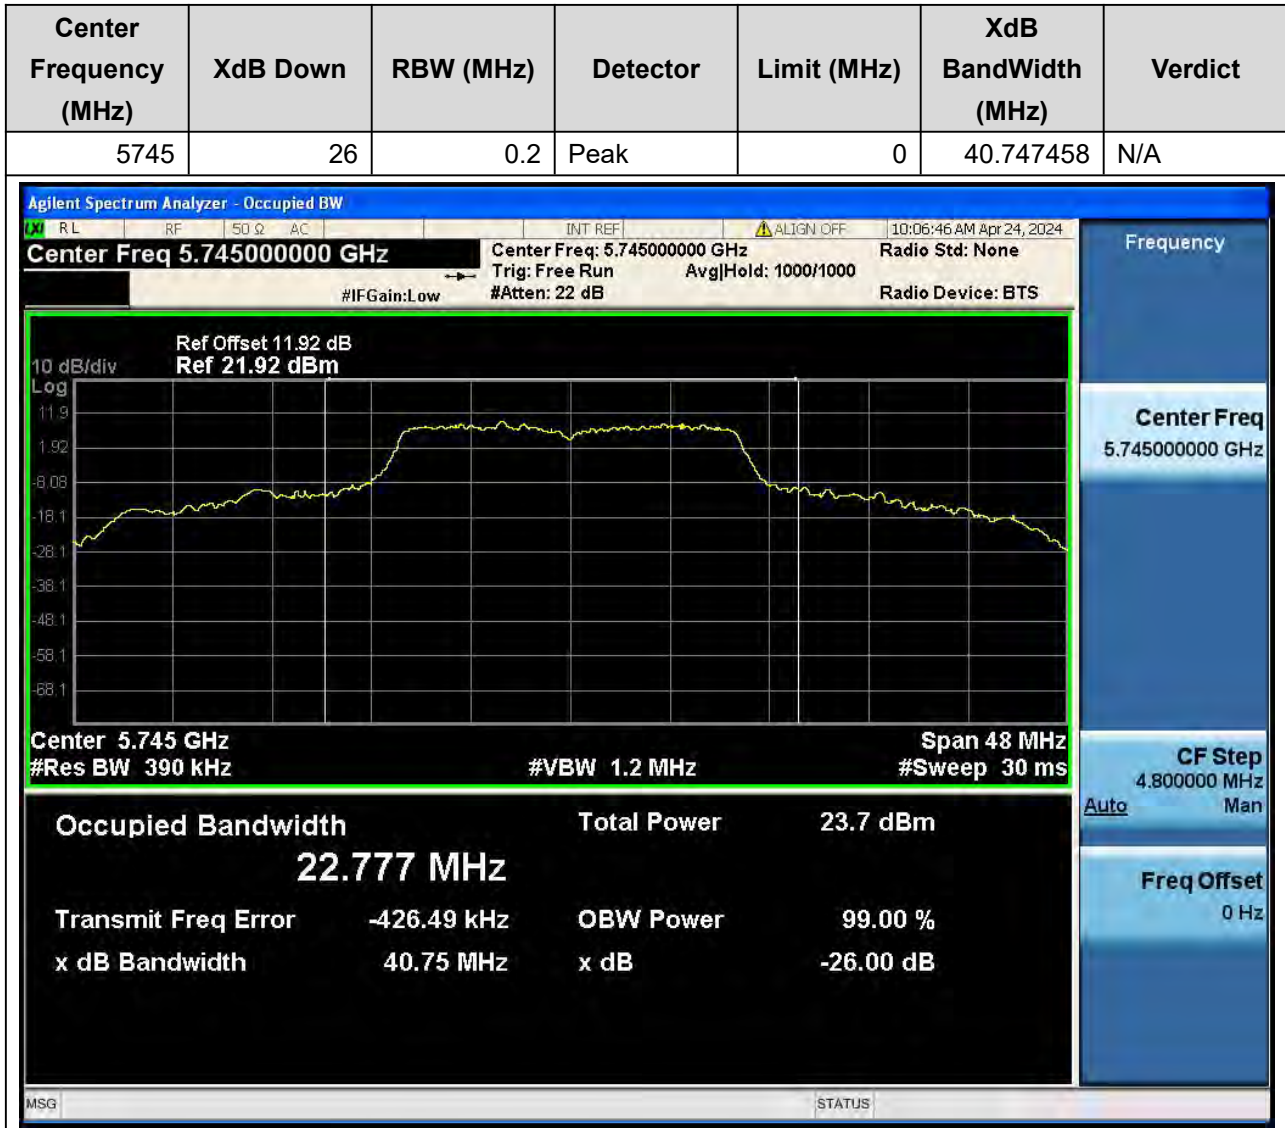 Center Frequency (MHz) XdB Down RBW (MHz) Detector Limit (MHz) XdB BandWidth (MHz) Verdict
5745 26 0.2 Peak 0 40.747458 N/A
Agilent Spectrum Analyzer - Occupied BW
LXI RL RF 50 Ω AC INT REF ALIGN OFF 10:06:46 AM Apr 24, 2024
Center Freq 5.745000000 GHz
Center Freq: 5.745000000 GHz Radio Std: None
Trig: Free Run Avg|Hold: 1000/1000
#IFGain:Low #Atten: 22 dB Radio Device: BTS
Ref Offset 11.92 dB
10 dB/div Ref 21.92 dBm
Log
11.9
1.92
-8.08
-18.1
-28.1
-38.1
-48.1
-58.1
-68.1
Center 5.745 GHz Span 48 MHz
#Res BW 390 kHz #VBW 1.2 MHz #Sweep 30 ms
Occupied Bandwidth Total Power 23.7 dBm
22.777 MHz
Transmit Freq Error -426.49 kHz OBW Power 99.00 %
x dB Bandwidth 40.75 MHz x dB -26.00 dB
Frequency
Center Freq
5.745000000 GHz
CF Step
4.800000 MHz
Auto Man
Freq Offset
0 Hz
MSG STATUS